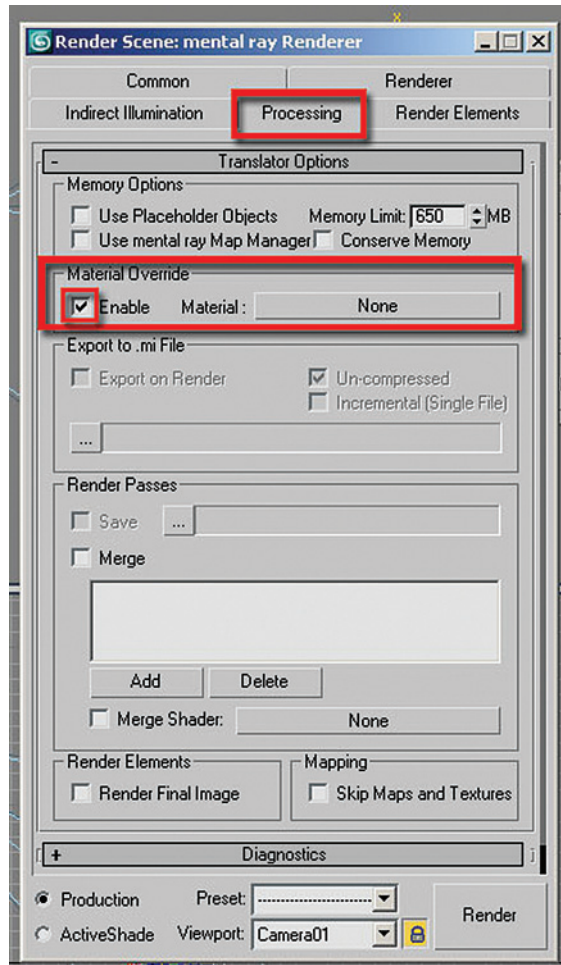 x
Render Scene: mental ray Renderer
Common Renderer
Indirect Illumination Processing Render Elements
- Translator Options
Memory Options
Use Placeholder Objects Memory Limit: 650 MB
Use mental ray Map Manager Conserve Memory
Material Override
Enable Material : None
Export to .mi File
Export on Render Un-compressed
Incremental (Single File)
...
Render Passes
Save ...
Merge
Add Delete
Merge Shader: None
Render Elements Mapping
Render Final Image Skip Maps and Textures
+ Diagnostics
Production Preset: -----------------------
ActiveShade Viewport: Camera01
Render